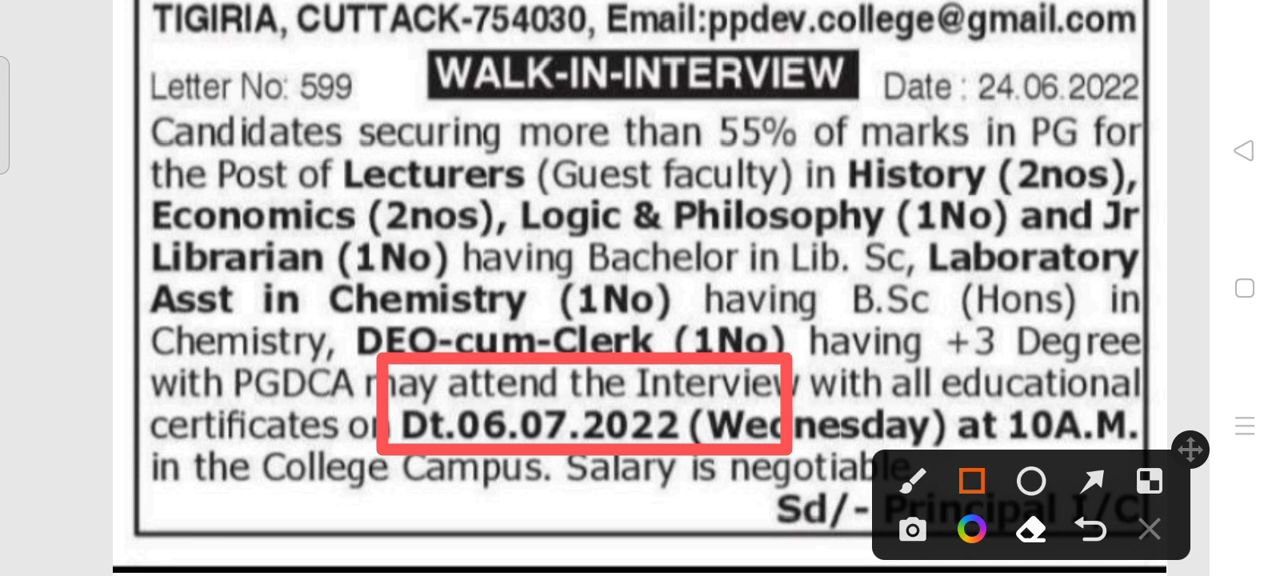 TIGIRIA, CUTTACK-754030, Email:ppdev.college@gmail.com
Letter No: 599 WALK-IN-INTERVIEW Date : 24.06.2022
Candidates securing more than 55% of marks in PG for
the Post of Lecturers (Guest faculty) in History (2nos),
Economics (2nos), Logic & Philosophy (1No) and Jr
Librarian (1No) having Bachelor in Lib. Sc, Laboratory
Asst in Chemistry (1No) having B.Sc (Hons) in
Chemistry, DEO-cum-Clerk (1No) having +3 Degree
with PGDCA may attend the Interview with all educational
certificates on Dt.06.07.2022 (Wednesday) at 10A.M.
in the College Campus. Salary is negotiable
Sd/- Principal I/C